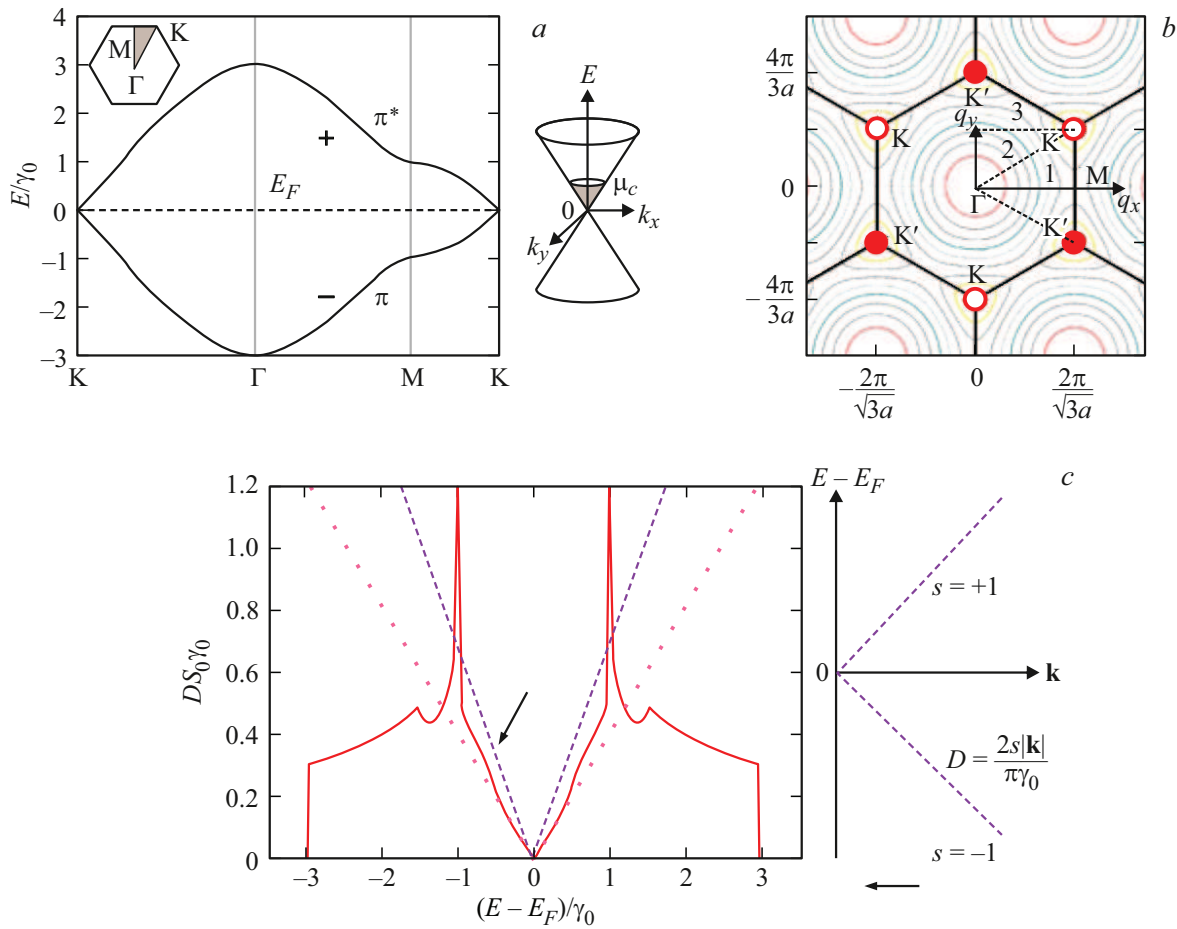 a
4
3
2
1
0
−1
−2
−3
E/γ₀
M
K
Γ
π*
+
E_F
−
π
K
Γ
M
K
E
μ_c
0
k_x
k_y
b
4π/3a
0
−4π/3a
K′
q_y
3
K
K
2
1
M
Γ
q_x
K′
K′
K
−2π/√3a
0
2π/√3a
1.2
1.0
0.8
0.6
0.4
0.2
0
DS₀γ₀
−3
−2
−1
0
1
2
3
(E − E_F)/γ₀
E − E_F
c
s = +1
0
k
D = 2s|k|/πγ₀
s = −1